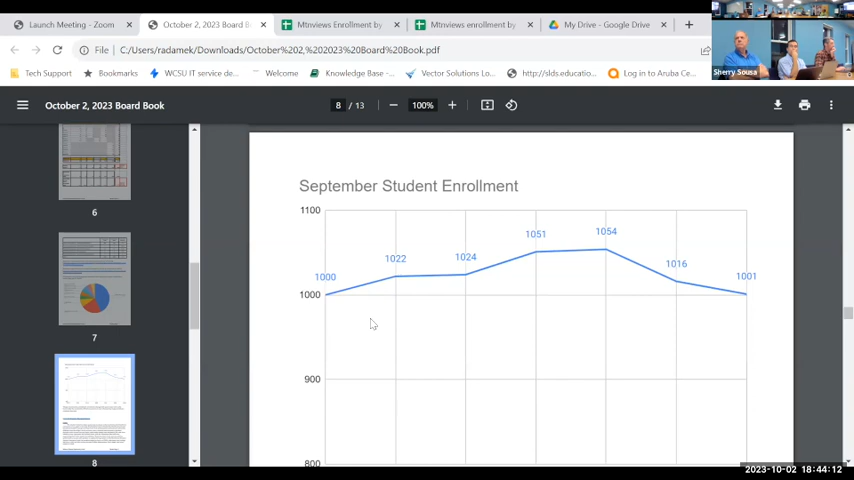 Launch Meeting - Zoom
October 2, 2023 Board Book.
Mtnviews Enrollment by
Mtnviews enrollment by
My Drive - Google Drive
File
C:/Users/radamek/Downloads/October%202,%202023%20Board%20Book.pdf
Tech Support
Bookmarks
WCSU IT service de...
Welcome
Knowledge Base -...
Vector Solutions Lo...
http://slds.educatio...
Log in to Aruba Ce...
Sherry Sousa
October 2, 2023 Board Book
8 / 13
100%
6
7
8
September Student Enrollment
1100
1000
900
800
1000
1022
1024
1051
1054
1016
1001
2023-10-02 18:44:12